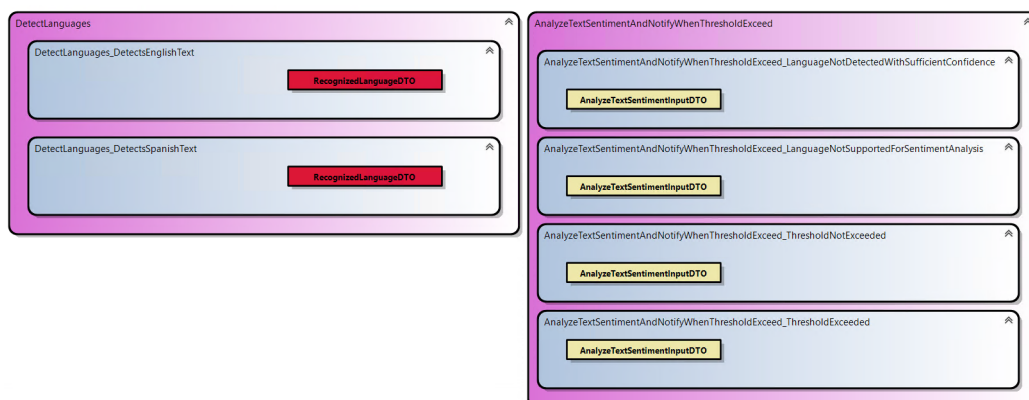 DetectLanguages
DetectLanguages_DetectsEnglishText
RecognizedLanguageDTO
DetectLanguages_DetectsSpanishText
RecognizedLanguageDTO
AnalyzeTextSentimentAndNotifyWhenThresholdExceed
AnalyzeTextSentimentAndNotifyWhenThresholdExceed_LanguageNotDetectedWithSufficientConfidence
AnalyzeTextSentimentInputDTO
AnalyzeTextSentimentAndNotifyWhenThresholdExceed_LanguageNotSupportedForSentimentAnalysis
AnalyzeTextSentimentInputDTO
AnalyzeTextSentimentAndNotifyWhenThresholdExceed_ThresholdNotExceeded
AnalyzeTextSentimentInputDTO
AnalyzeTextSentimentAndNotifyWhenThresholdExceed_ThresholdExceeded
AnalyzeTextSentimentInputDTO